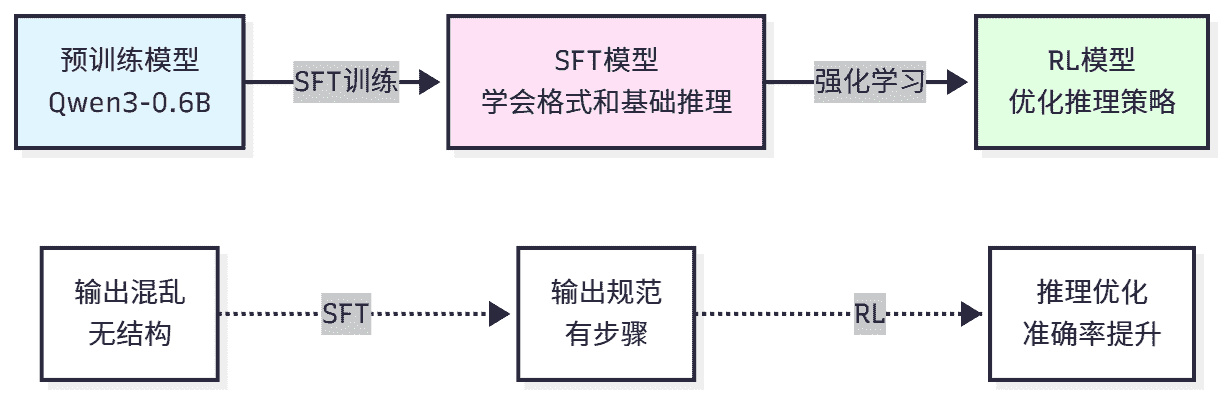 预训练模型
Qwen3-0.6B
SFT训练
SFT模型
学会格式和基础推理
强化学习
RL模型
优化推理策略
输出混乱
无结构
SFT
输出规范
有步骤
RL
推理优化
准确率提升